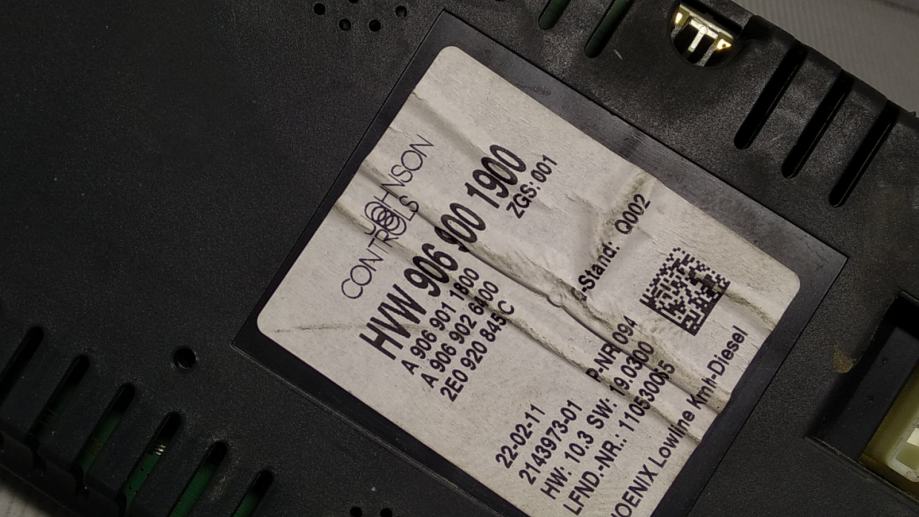 JOHNSON
CONTROLS
HVW 906 900 1900
ZGS: 001
A 906 901 1800
A 906 902 6400
2E0 920 845 C
Q-Stand: Q002
22-02-11
2143973-01
P-NR: 094
HW: 10.3 SW: 09.0300
LFND.-NR.: 11053005
Lowline Kmh-Diesel